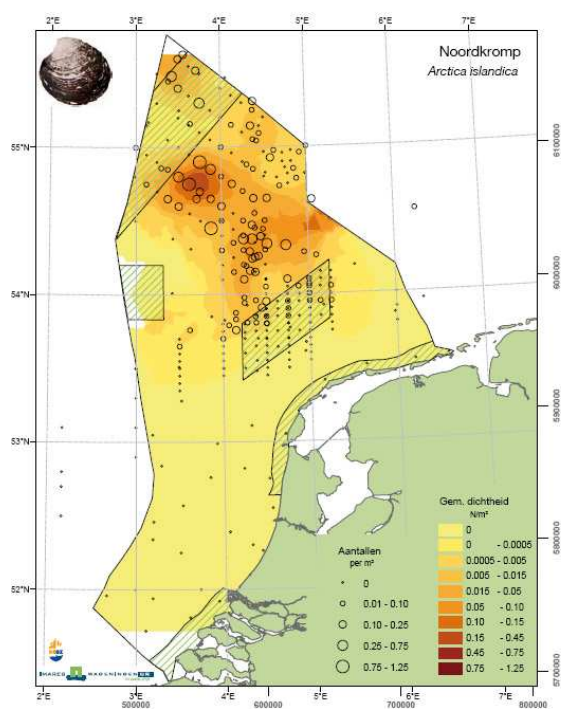 2°E 3°E 4°E 5°E 6°E 7°E
Noordkromp
Arctica islandica
55°N
54°N
53°N
52°N
6100000
6000000
5900000
5800000
5700000
Aantallen
per m²
0
0.01 - 0.10
0.10 - 0.25
0.25 - 0.75
0.75 - 1.25
Gem. dichtheid
N/m²
0
0 - 0.0005
0.0005 - 0.005
0.005 - 0.015
0.015 - 0.05
0.05 - 0.10
0.10 - 0.15
0.15 - 0.45
0.45 - 0.75
0.75 - 1.25
IMARES WAGENINGEN UR
2°E 500000 4°E 600000 5°E 700000 7°E 800000